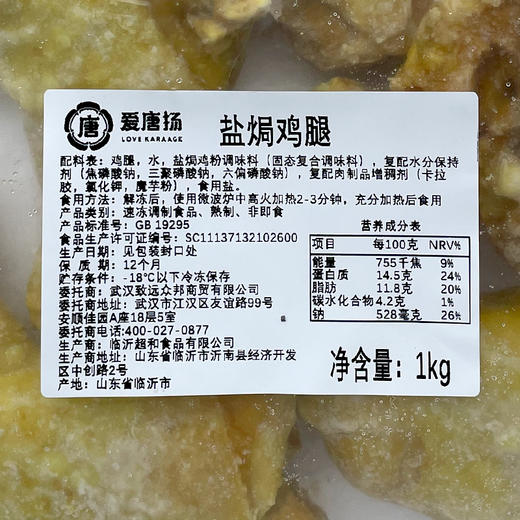 唐
爱唐扬
LOVE KARAAGE
盐焗鸡腿
配料表：鸡腿，水，盐焗鸡粉调味料（固态复合调味料），复配水分保持
剂（焦磷酸钠，三聚磷酸钠，六偏磷酸钠），复配肉制品增稠剂（卡拉
胶，氯化钾，魔芋粉），食用盐。
食用方法：解冻后，使用微波炉中高火加热2-3分钟，充分加热后食用
产品类别：速冻调制食品、熟制、非即食
产品标准号：GB 19295
食品生产许可证编号：SC11137132102600
生产日期：见包装封口处
保 质 期：12个月
贮存条件：-18°C以下冷冻保存
委托商：武汉致远众邦商贸有限公司
委托商地址：武汉市江汉区友谊路99号
安顺佳园A座18层5室
委托商电话：400-027-0877
生产商：临沂超和食品有限公司
生产商地址：山东省临沂市沂南县经济开发
区中创路2号
产地：山东省临沂市
营养成分表
项目 每100克 NRV%
能量 755千焦 9%
蛋白质 14.5克 24%
脂肪 11.8克 20%
碳水化合物 4.2克 1%
钠 528毫克 26%
净含量：1kg